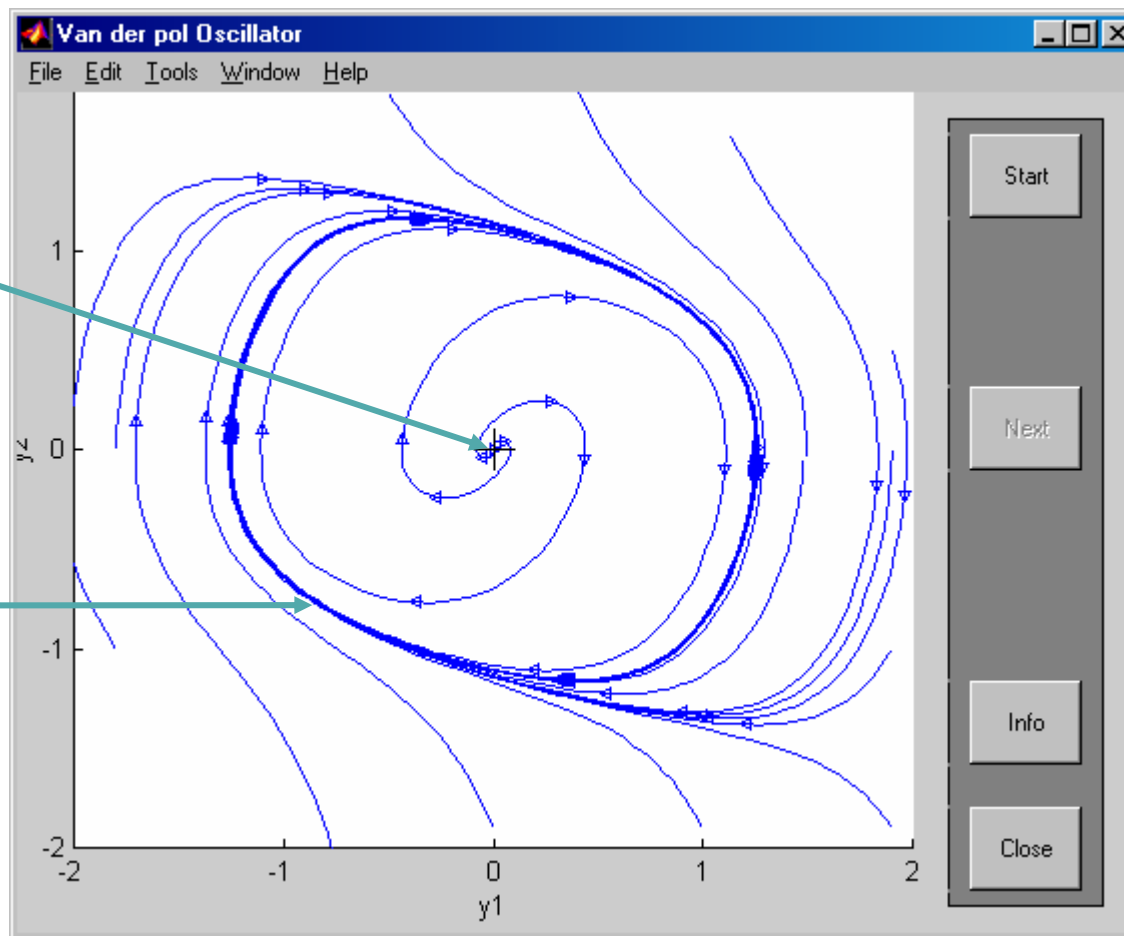 Van der pol Oscillator
File Edit Tools Window Help
Start
Next
Info
Close
1
0
-1
-2
y2
-2 -1 0 1 2
y1